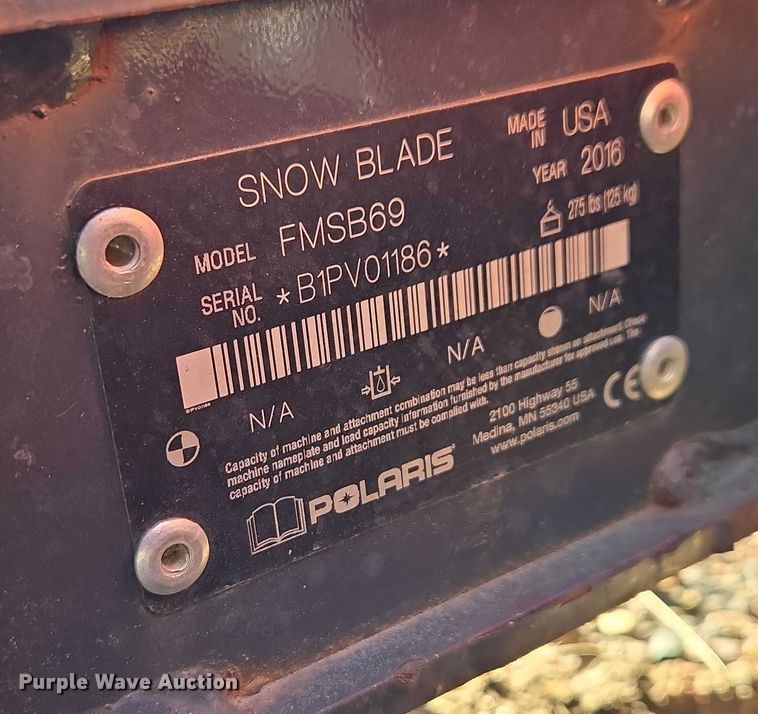 SNOW BLADE
MADE IN USA
YEAR 2016
MODEL FMSB69
275 lbs (125 kg)
SERIAL NO. *B1PV01186*
B1PV01186
N/A
N/A
N/A
Capacity of machine and attachment combination may be less than capacity shown on attachment. Check
machine nameplate and load capacity information furnished by the manufacturer for approved use. The
capacity of machine and attachment must be complied with.
POLARIS
2100 Highway 55
Medina, MN 55340 USA
www.polaris.com
CE
Purple Wave Auction